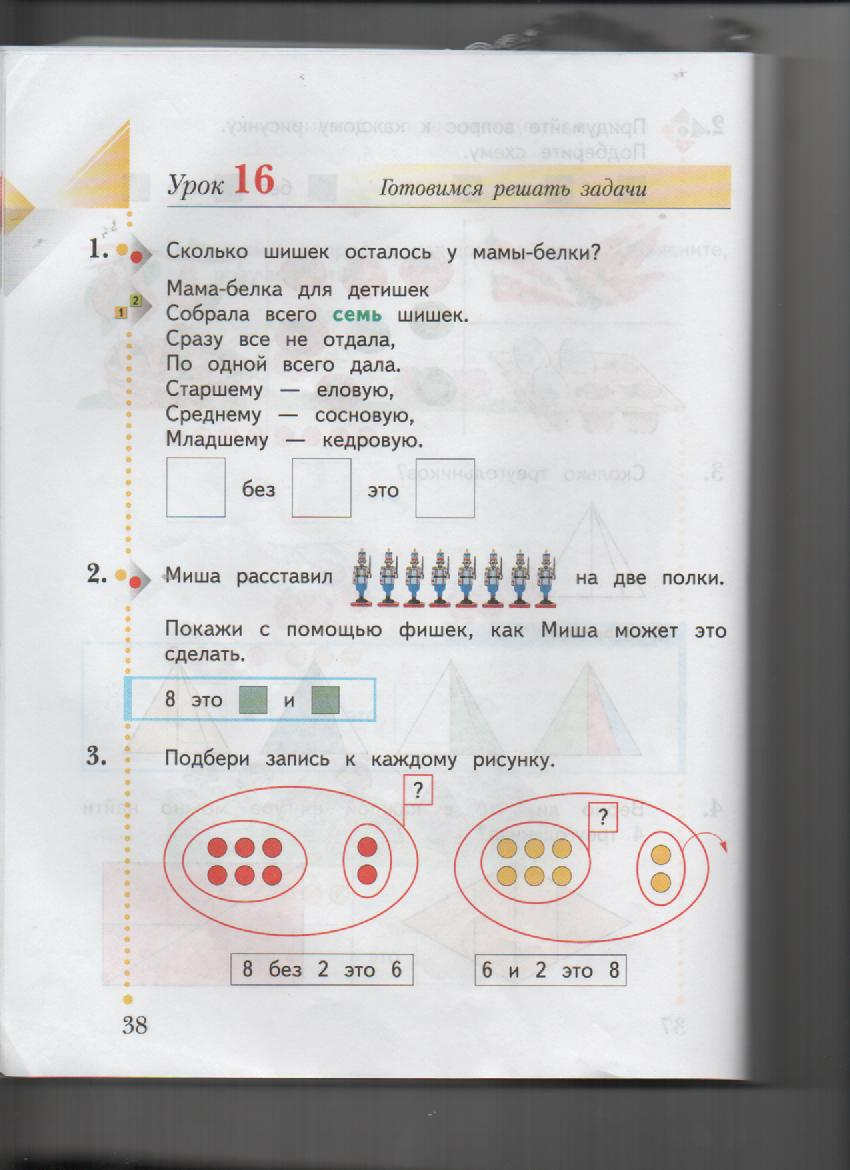 Урок 16
Готовимся решать задачи
1. Сколько шишек осталось у мамы-белки?
1 2
Мама-белка для детишек
Собрала всего семь шишек.
Сразу все не отдала,
По одной всего дала.
Старшему — еловую,
Среднему — сосновую,
Младшему — кедровую.
без это
2. Миша расставил на две полки.
Покажи с помощью фишек, как Миша может это
сделать.
8 это и
3. Подбери запись к каждому рисунку.
? ?
8 без 2 это 6
6 и 2 это 8
38